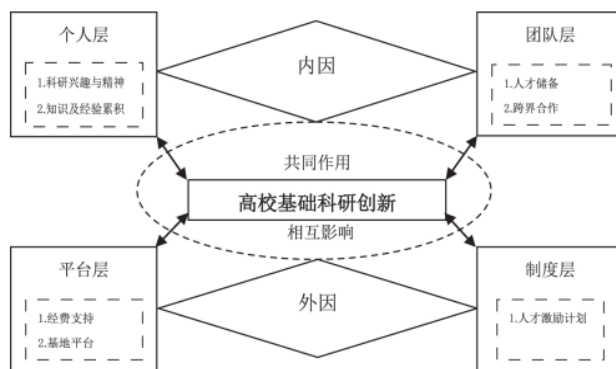 个人层
1.科研兴趣与精神
2.知识及经验累积
内因
团队层
1.人才储备
2.跨界合作
共同作用
高校基础科研创新
相互影响
平台层
1.经费支持
2.基地平台
外因
制度层
1.人才激励计划